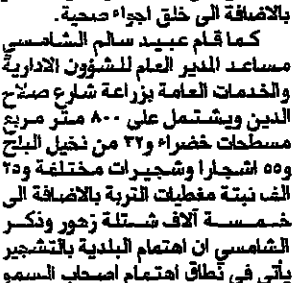 بالاضافة الى خلق اجواء صحية.
كما قام عبيد سالم الشامسي
مساعد المدير العام للشؤون الادارية
والخدمات العامة بزراعة شارع صلاح
الدين ويشتمل على ٨٠٠ متر مربع
مسطحات خضراء و٣٢ من نخيل البلح
و٥٥ اشجارا وشجيرات مختلفة و٢٥
الف نبتة مغطيات التربة بالاضافة الى
خمسة آلاف شتلة زهور وذكر
الشامسي ان اهتمام البلدية بالتشجير
يأتي في نطاق اهتمام اصحاب السمو